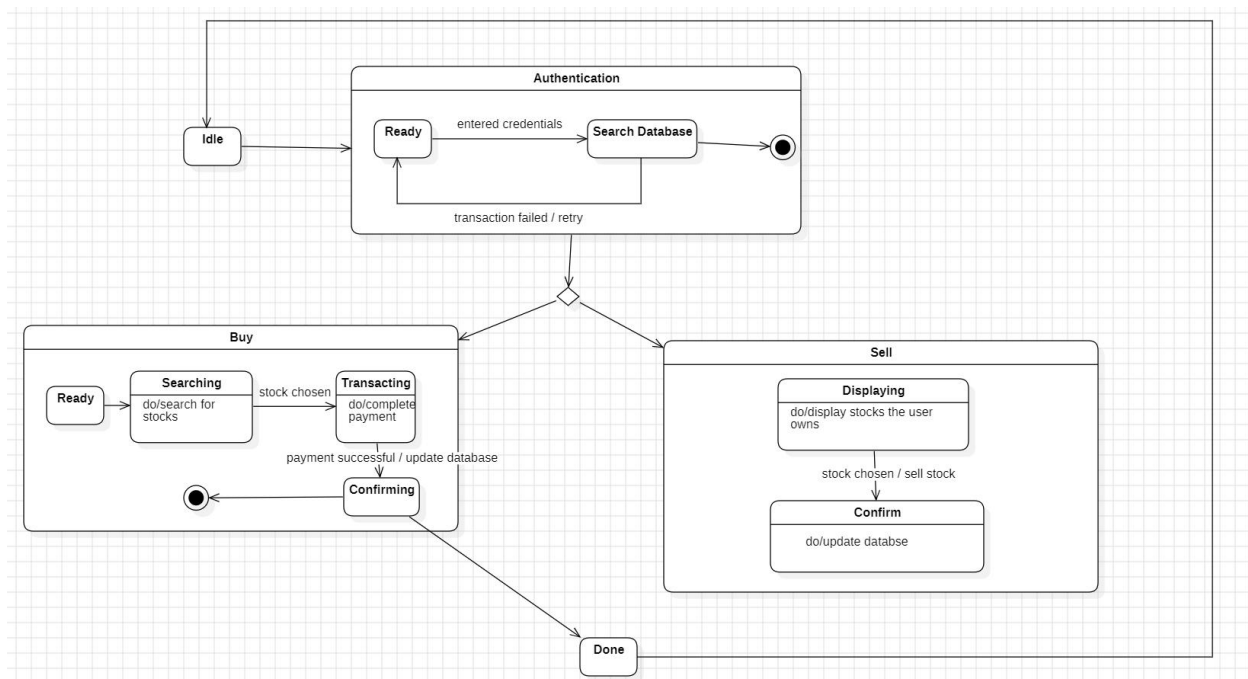 Authentication
Idle
Ready
entered credentials
Search Database
transaction failed / retry
Buy
Ready
Searching
do/search for
stocks
stock chosen
Transacting
do/complete
payment
payment successful / update database
Confirming
Sell
Displaying
do/display stocks the user
owns
stock chosen / sell stock
Confirm
do/update databse
Done